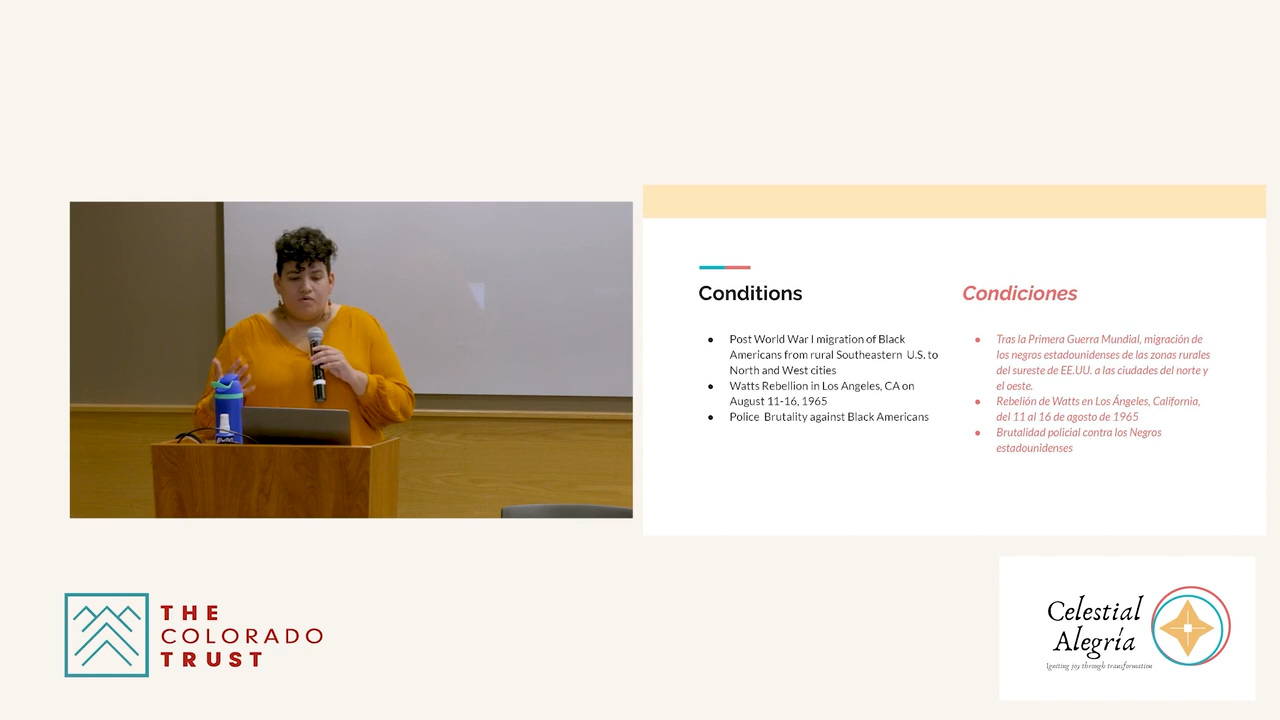 Conditions
Post World War I migration of Black
Americans from rural Southeastern U.S. to
North and West cities
Watts Rebellion in Los Angeles, CA on
August 11-16, 1965
Police Brutality against Black Americans
Condiciones
Tras la Primera Guerra Mundial, migración de
los negros estadounidenses de las zonas rurales
del sureste de EE.UU. a las ciudades del norte y
el oeste.
Rebelión de Watts en Los Ángeles, California,
del 11 al 16 de agosto de 1965
Brutalidad policial contra los Negros
estadounidenses
THE
COLORADO
TRUST
Celestial
Alegría
Igniting joy through transformation